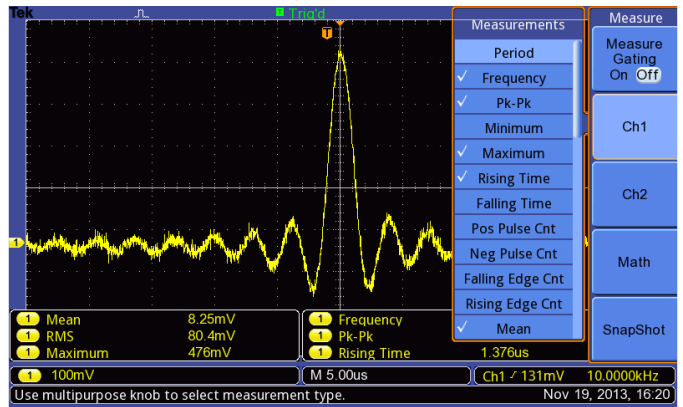 Tek
T Trig'd
T
1
Measurements
Period
✓ Frequency
✓ Pk-Pk
Minimum
✓ Maximum
✓ Rising Time
Falling Time
Pos Pulse Cnt
Neg Pulse Cnt
Falling Edge Cnt
Rising Edge Cnt
✓ Mean
Measure
Measure
Gating
On Off
Ch1
Ch2
Math
SnapShot
1 Mean 8.25mV
1 RMS 80.4mV
1 Maximum 476mV
1 Frequency
1 Pk-Pk
1 Rising Time 1.376us
1 100mV
M 5.00us
Ch1 131mV 10.0000kHz
Use multipurpose knob to select measurement type.
Nov 19, 2013, 16:20